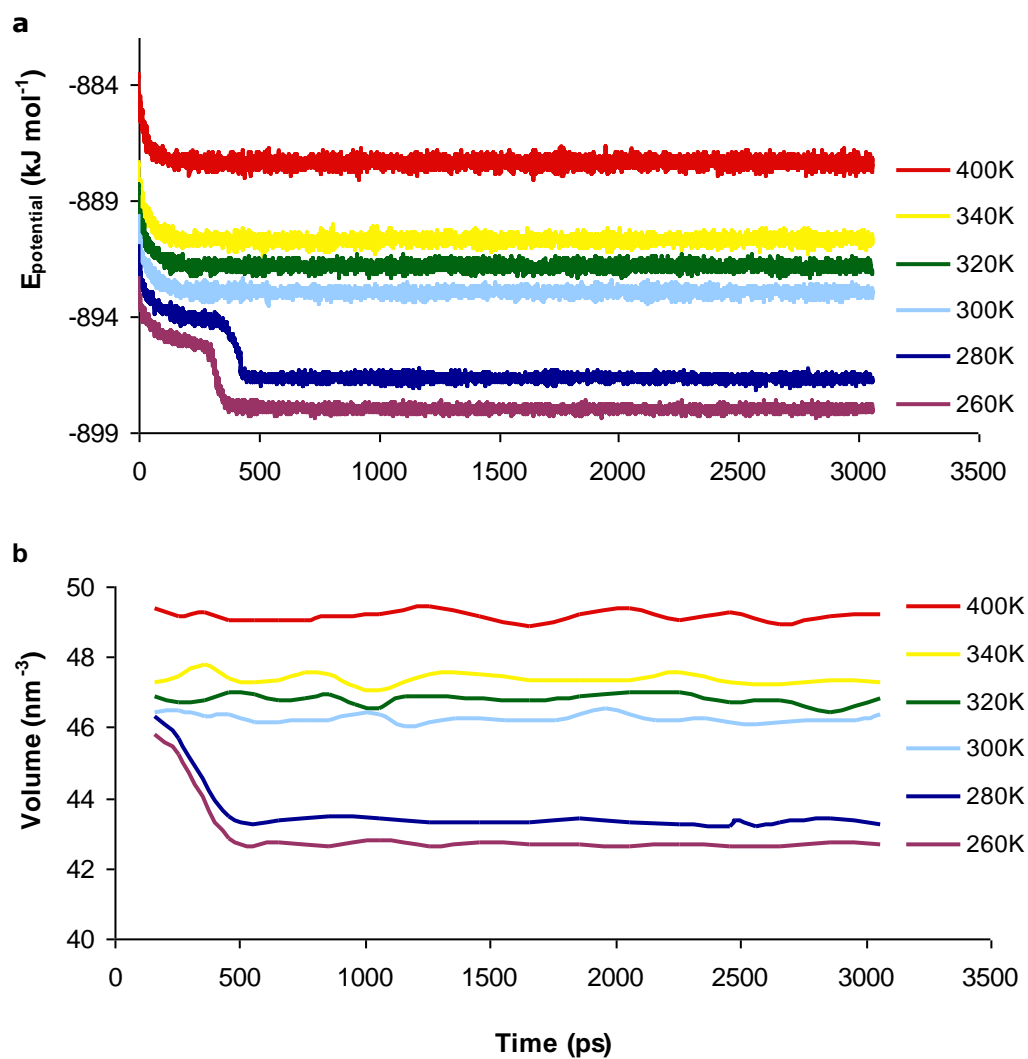 a
E_potential (kJ mol⁻¹)
-884
-889
-894
-899
0 500 1000 1500 2000 2500 3000 3500
400K
340K
320K
300K
280K
260K
b
Volume (nm⁻³)
50
48
46
44
42
40
0 500 1000 1500 2000 2500 3000 3500
400K
340K
320K
300K
280K
260K
Time (ps)